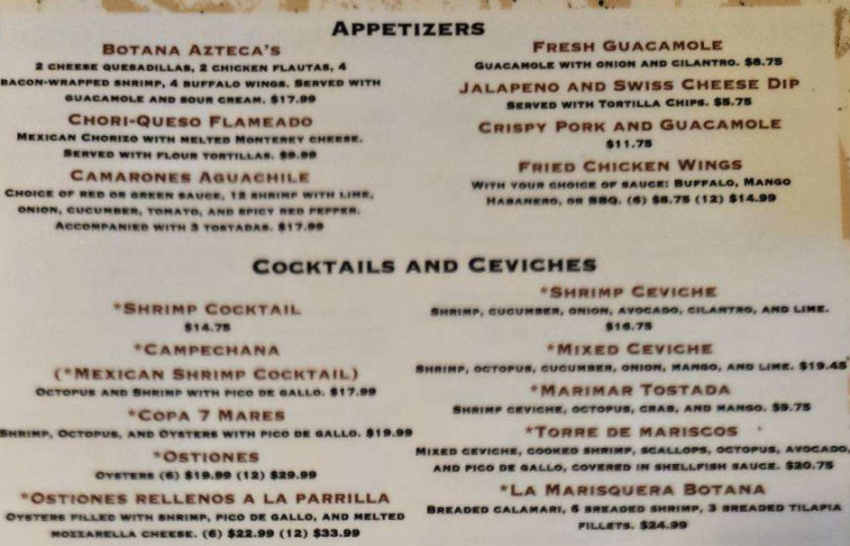 APPETIZERS
BOTANA AZTECA'S
2 CHEESE QUESADILLAS, 2 CHICKEN FLAUTAS, 4
BACON-WRAPPED SHRIMP, 4 BUFFALO WINGS. SERVED WITH
GUACAMOLE AND SOUR CREAM. $17.99
CHORI-QUESO FLAMEADO
MEXICAN CHORIZO WITH MELTED MONTEREY CHEESE.
SERVED WITH FLOUR TORTILLAS. $9.99
CAMARONES AGUACHILE
CHOICE OF RED OR GREEN SAUCE, 12 SHRIMP WITH LIME,
ONION, CUCUMBER, TOMATO, AND SPICY RED PEPPER.
ACCOMPANIED WITH 3 TOSTADAS. $17.99
FRESH GUACAMOLE
GUACAMOLE WITH ONION AND CILANTRO. $8.75
JALAPENO AND SWISS CHEESE DIP
SERVED WITH TORTILLA CHIPS. $5.75
CRISPY PORK AND GUACAMOLE
$11.75
FRIED CHICKEN WINGS
WITH YOUR CHOICE OF SAUCE: BUFFALO, MANGO
HABANERO, OR BBQ. (6) $8.75 (12) $14.99
COCKTAILS AND CEVICHES
*SHRIMP COCKTAIL
$14.75
*CAMPECHANA
(*MEXICAN SHRIMP COCKTAIL)
OCTOPUS AND SHRIMP WITH PICO DE GALLO. $17.99
*COPA 7 MARES
SHRIMP, OCTOPUS, AND OYSTERS WITH PICO DE GALLO. $19.99
*OSTIONES
OYSTERS (6) $19.99 (12) $29.99
*OSTIONES RELLENOS A LA PARRILLA
OYSTERS FILLED WITH SHRIMP, PICO DE GALLO, AND MELTED
MOZZARELLA CHEESE. (6) $22.99 (12) $33.99
*SHRIMP CEVICHE
SHRIMP, CUCUMBER, ONION, AVOCADO, CILANTRO, AND LIME.
$16.75
*MIXED CEVICHE
SHRIMP, OCTOPUS, CUCUMBER, ONION, MANGO, AND LIME. $19.45
*MARIMAR TOSTADA
SHRIMP CEVICHE, OCTOPUS, CRAB, AND MANGO. $9.75
*TORRE DE MARISCOS
MIXED CEVICHE, COOKED SHRIMP, SCALLOPS, OCTOPUS, AVOCADO,
AND PICO DE GALLO, COVERED IN SHELLFISH SAUCE. $20.75
*LA MARISQUERA BOTANA
BREADED CALAMARI, 6 BREADED SHRIMP, 3 BREADED TILAPIA
FILLETS. $24.99